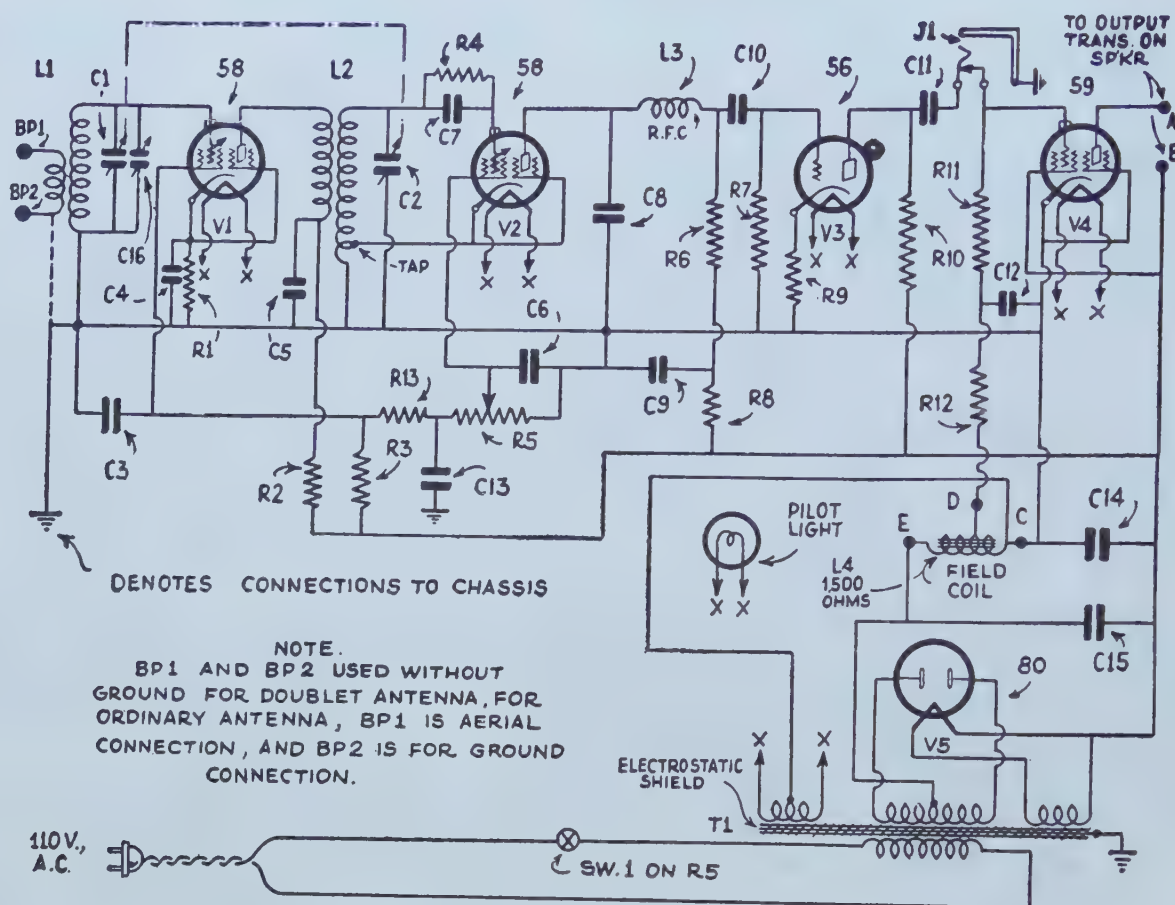 TO OUTPUT
TRANS. ON
SPKR
J1
L1
C1
58
L2
R4
58
L3
C10
56
C11
59
A
B
BP1
BP2
C7
R.F.C
C16
V1
C2
C8
R7
R11
V2
V3
V4
R6
R10
TAP
C4
R1
C5
X X
X X
X X
X X
R9
C12
C6
R13
C9
R8
R12
C3
R5
R2
R3
C13
D
E
C
C14
PILOT
LIGHT
X X
L4
1,500
OHMS
FIELD
COIL
C15
DENOTES CONNECTIONS TO CHASSIS
NOTE.
BP1 AND BP2 USED WITHOUT
GROUND FOR DOUBLET ANTENNA, FOR
ORDINARY ANTENNA, BP1 IS AERIAL
CONNECTION, AND BP2 IS FOR GROUND
CONNECTION.
80
V5
X X
ELECTROSTATIC
SHIELD
T1
110 V.,
A.C.
SW.1 ON R5